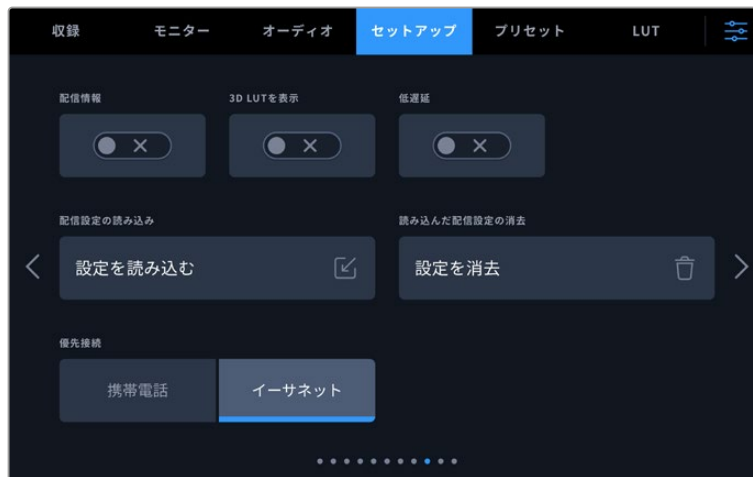 収録 モニター オーディオ セットアップ プリセット LUT
配信情報 3D LUTを表示 低遅延
配信設定の読み込み 読み込んだ配信設定の消去
設定を読み込む 設定を消去
優先接続
携帯電話 イーサネット